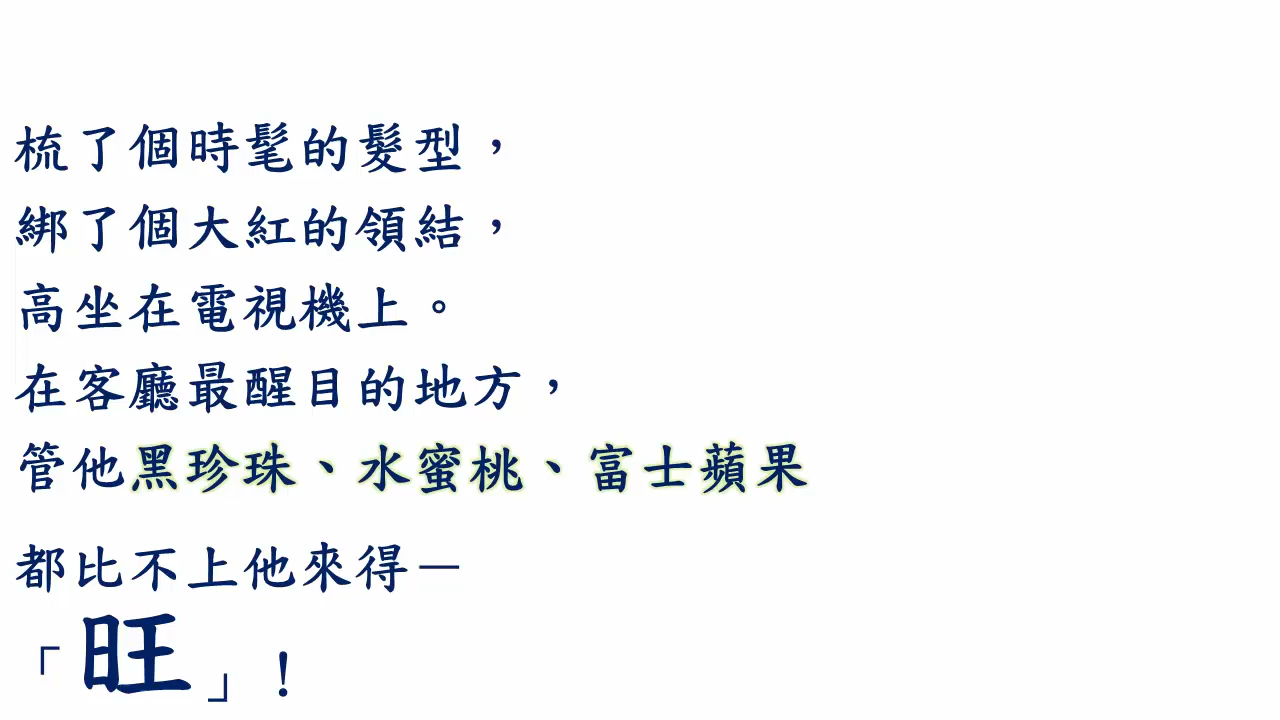 梳了個時髦的髮型，
綁了個大紅的領結，
高坐在電視機上。
在客廳最醒目的地方，
管他黑珍珠、水蜜桃、富士蘋果
都比不上他來得－
「旺」！